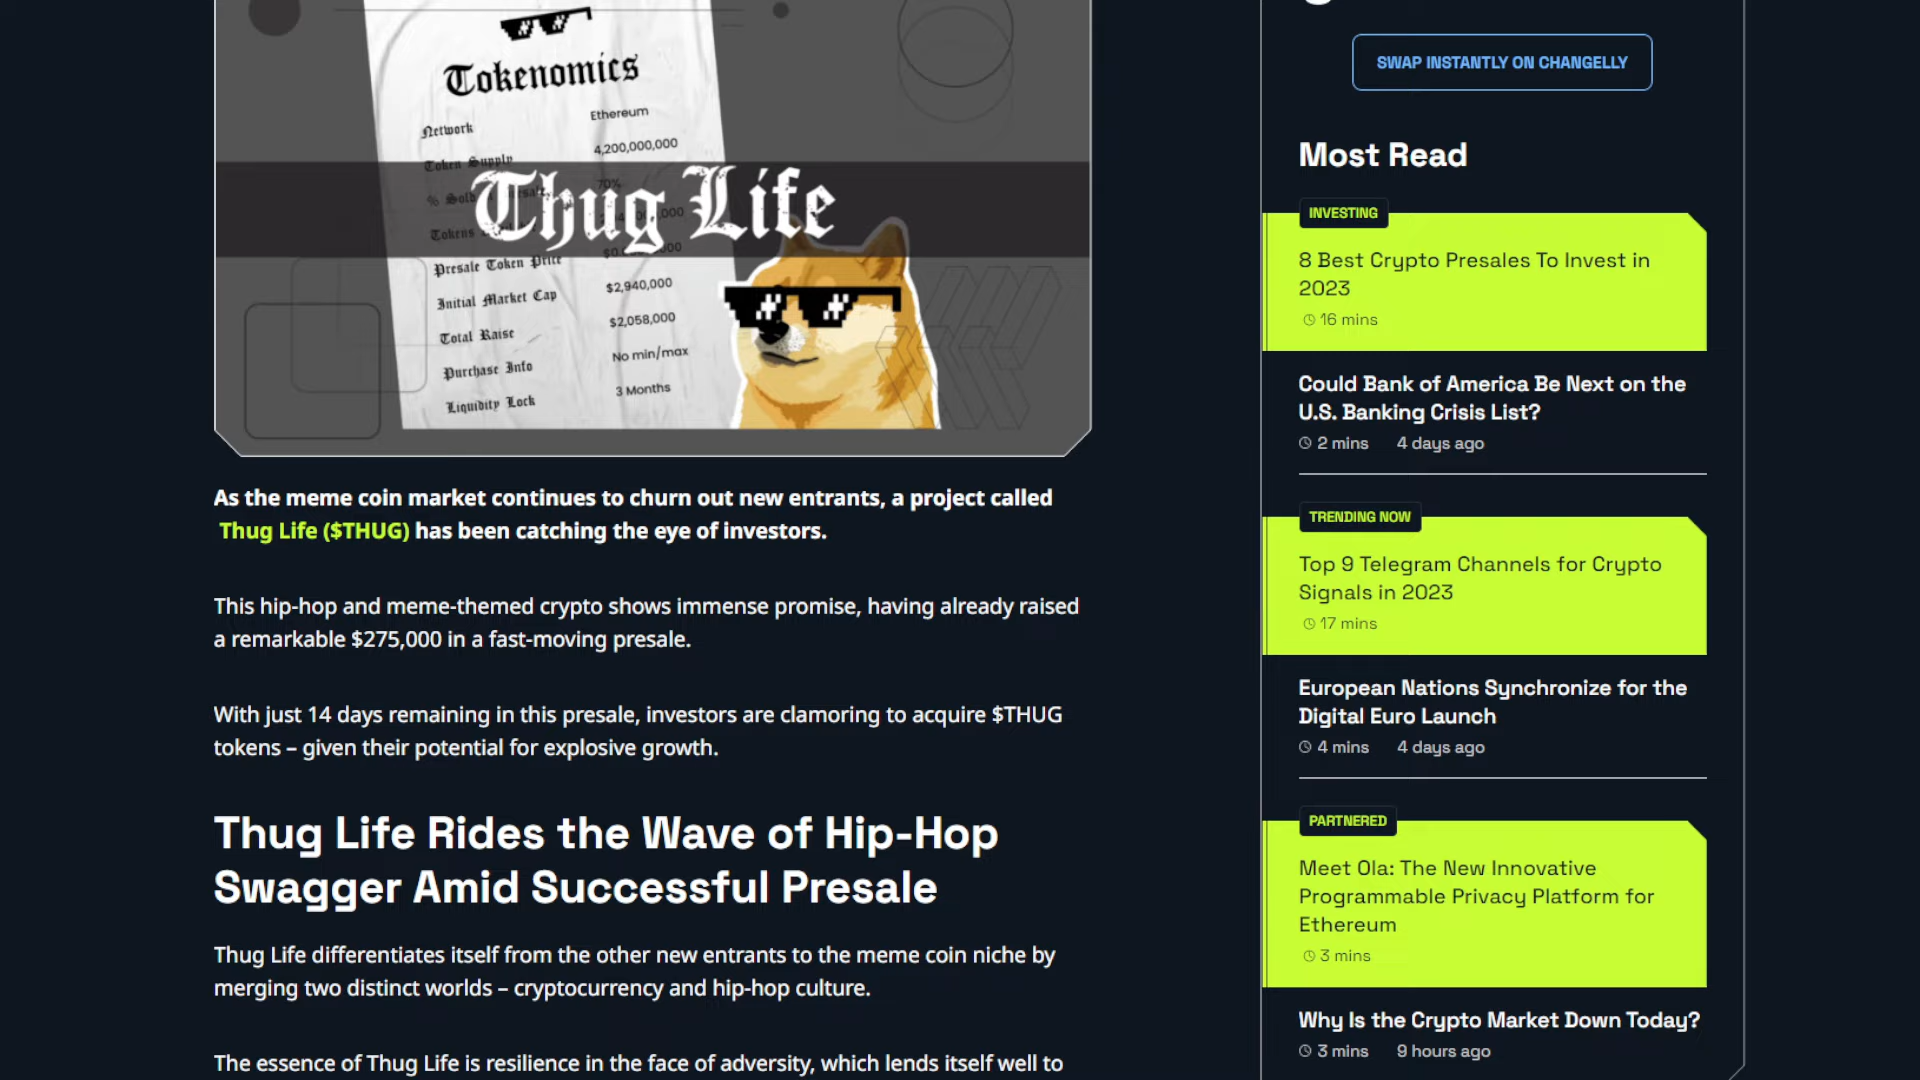 Tokenomics
Network Ethereum
Token Supply 4,200,000,000
Thug Life
Presale Token Price
Initial Market Cap $2,940,000
Total Raise $2,058,000
Purchase Info No min/max
Liquidity Lock 3 Months
As the meme coin market continues to churn out new entrants, a project called
Thug Life ($THUG) has been catching the eye of investors.
This hip-hop and meme-themed crypto shows immense promise, having already raised
a remarkable $275,000 in a fast-moving presale.
With just 14 days remaining in this presale, investors are clamoring to acquire $THUG
tokens – given their potential for explosive growth.
Thug Life Rides the Wave of Hip-Hop
Swagger Amid Successful Presale
Thug Life differentiates itself from the other new entrants to the meme coin niche by
merging two distinct worlds – cryptocurrency and hip-hop culture.
The essence of Thug Life is resilience in the face of adversity, which lends itself well to
SWAP INSTANTLY ON CHANGELLY
Most Read
INVESTING
8 Best Crypto Presales To Invest in
2023
16 mins
Could Bank of America Be Next on the
U.S. Banking Crisis List?
2 mins 4 days ago
TRENDING NOW
Top 9 Telegram Channels for Crypto
Signals in 2023
17 mins
European Nations Synchronize for the
Digital Euro Launch
4 mins 4 days ago
PARTNERED
Meet Ola: The New Innovative
Programmable Privacy Platform for
Ethereum
3 mins
Why Is the Crypto Market Down Today?
3 mins 9 hours ago